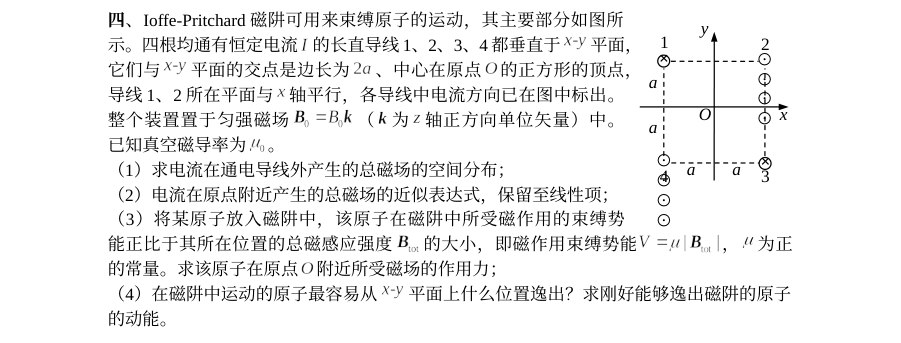 四、Ioffe-Pritchard 磁阱可用来束缚原子的运动，其主要部分如图所
示。四根均通有恒定电流 I 的长直导线 1、2、3、4 都垂直于 x-y 平面，
它们与 x-y 平面的交点是边长为 2a 、中心在原点 O 的正方形的顶点，
导线 1、2 所在平面与 x 轴平行，各导线中电流方向已在图中标出。
整个装置置于匀强磁场 B₀ =B₀k （ k 为 z 轴正方向单位矢量）中。
已知真空磁导率为 μ₀ 。
（1）求电流在通电导线外产生的总磁场的空间分布；
（2）电流在原点附近产生的总磁场的近似表达式，保留至线性项；
（3）将某原子放入磁阱中，该原子在磁阱中所受磁作用的束缚势
能正比于其所在位置的总磁感应强度 Btot 的大小，即磁作用束缚势能 V = μ| Btot |， μ 为正
的常量。求该原子在原点 O 附近所受磁场的作用力；
（4）在磁阱中运动的原子最容易从 x-y 平面上什么位置逸出？求刚好能够逸出磁阱的原子
的动能。
y
1
2
a
O
x
a
4
a
a
3